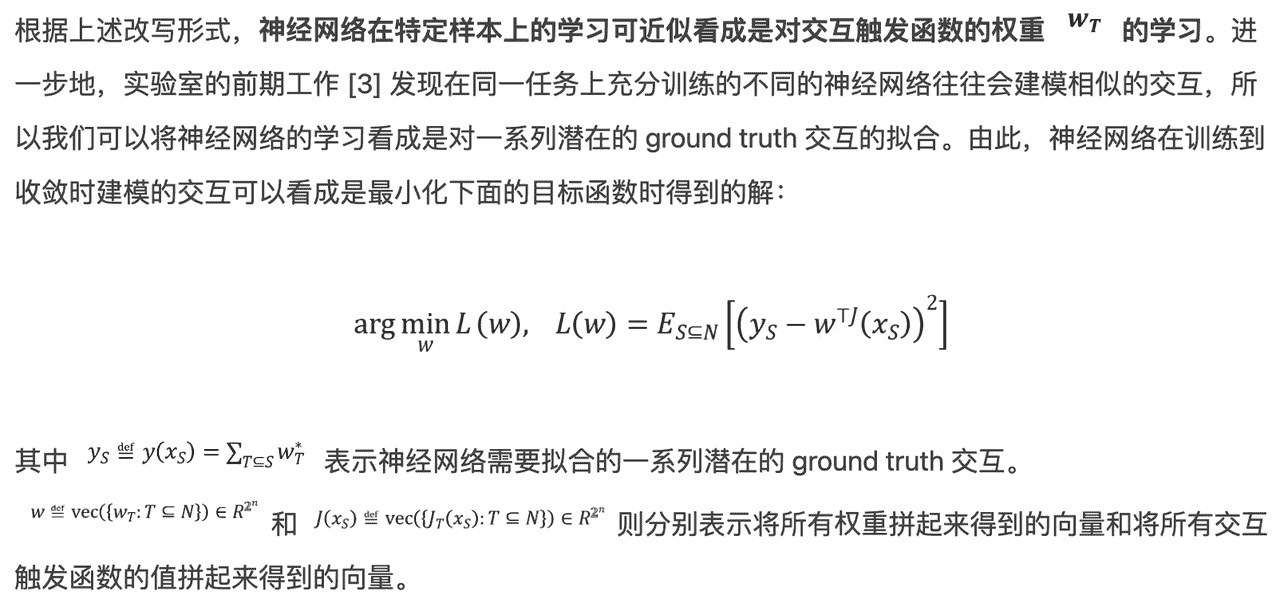 根据上述改写形式，神经网络在特定样本上的学习可近似看成是对交互触发函数的权重 w_T 的学习。进
一步地，实验室的前期工作 [3] 发现在同一任务上充分训练的不同的神经网络往往会建模相似的交互，所
以我们可以将神经网络的学习看成是对一系列潜在的 ground truth 交互的拟合。由此，神经网络在训练到
收敛时建模的交互可以看成是最小化下面的目标函数时得到的解：
arg min_w L(w),  L(w) = E_{S⊆N} [(y_S − w^{⊤J}(x_S))^2]
其中 y_S ≝ y(x_S) = ∑_{T⊆S} w_T^* 表示神经网络需要拟合的一系列潜在的 ground truth 交互。
w ≝ vec({w_T: T ⊆ N}) ∈ R^{2^n} 和 J(x_S) ≝ vec({J_T(x_S): T ⊆ N}) ∈ R^{2^n} 则分别表示将所有权重拼起来得到的向量和将所有交互
触发函数的值拼起来得到的向量。